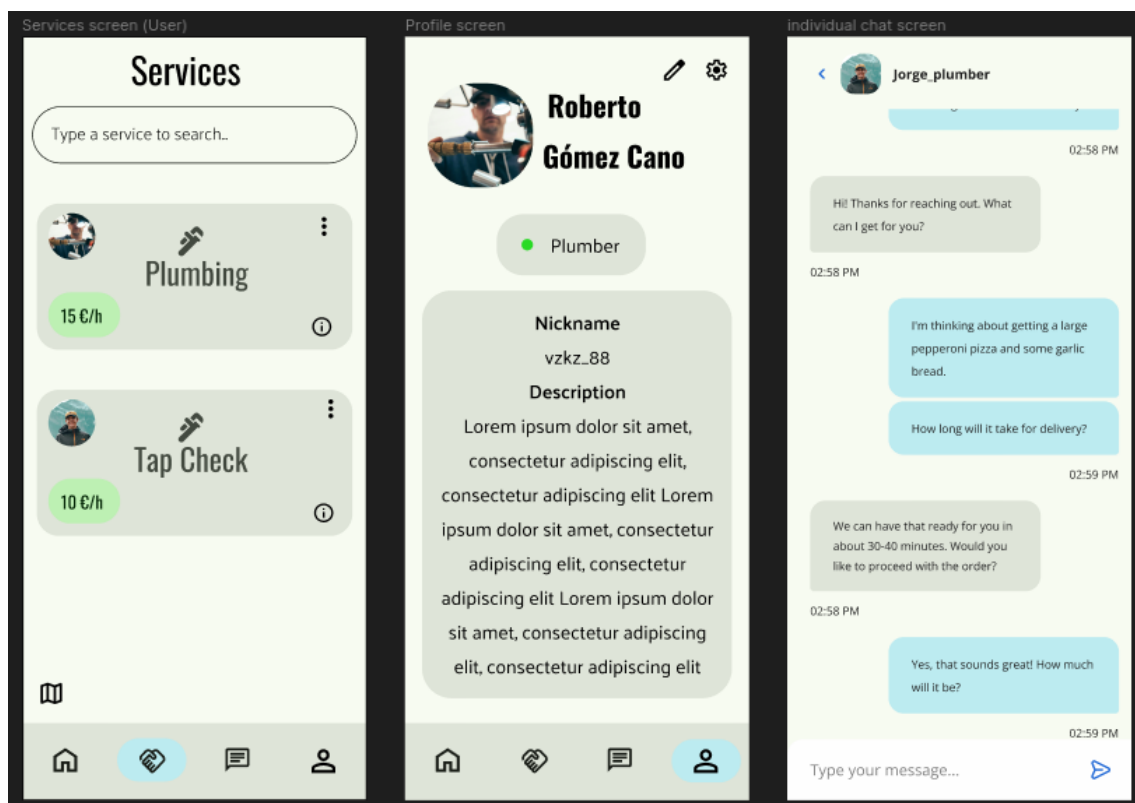 Services screen (User)
Services
Type a service to search..
Plumbing
15 €/h
Tap Check
10 €/h
Profile screen
Roberto
Gómez Cano
Plumber
Nickname
vzkz_88
Description
Lorem ipsum dolor sit amet,
consectetur adipiscing elit,
consectetur adipiscing elit Lorem
ipsum dolor sit amet, consectetur
adipiscing elit, consectetur
adipiscing elit Lorem ipsum dolor
sit amet, consectetur adipiscing
elit, consectetur adipiscing elit
individual chat screen
Jorge_plumber
02:58 PM
Hi! Thanks for reaching out. What
can I get for you?
02:58 PM
I'm thinking about getting a large
pepperoni pizza and some garlic
bread.
How long will it take for delivery?
02:59 PM
We can have that ready for you in
about 30-40 minutes. Would you
like to proceed with the order?
02:58 PM
Yes, that sounds great! How much
will it be?
02:59 PM
Type your message...